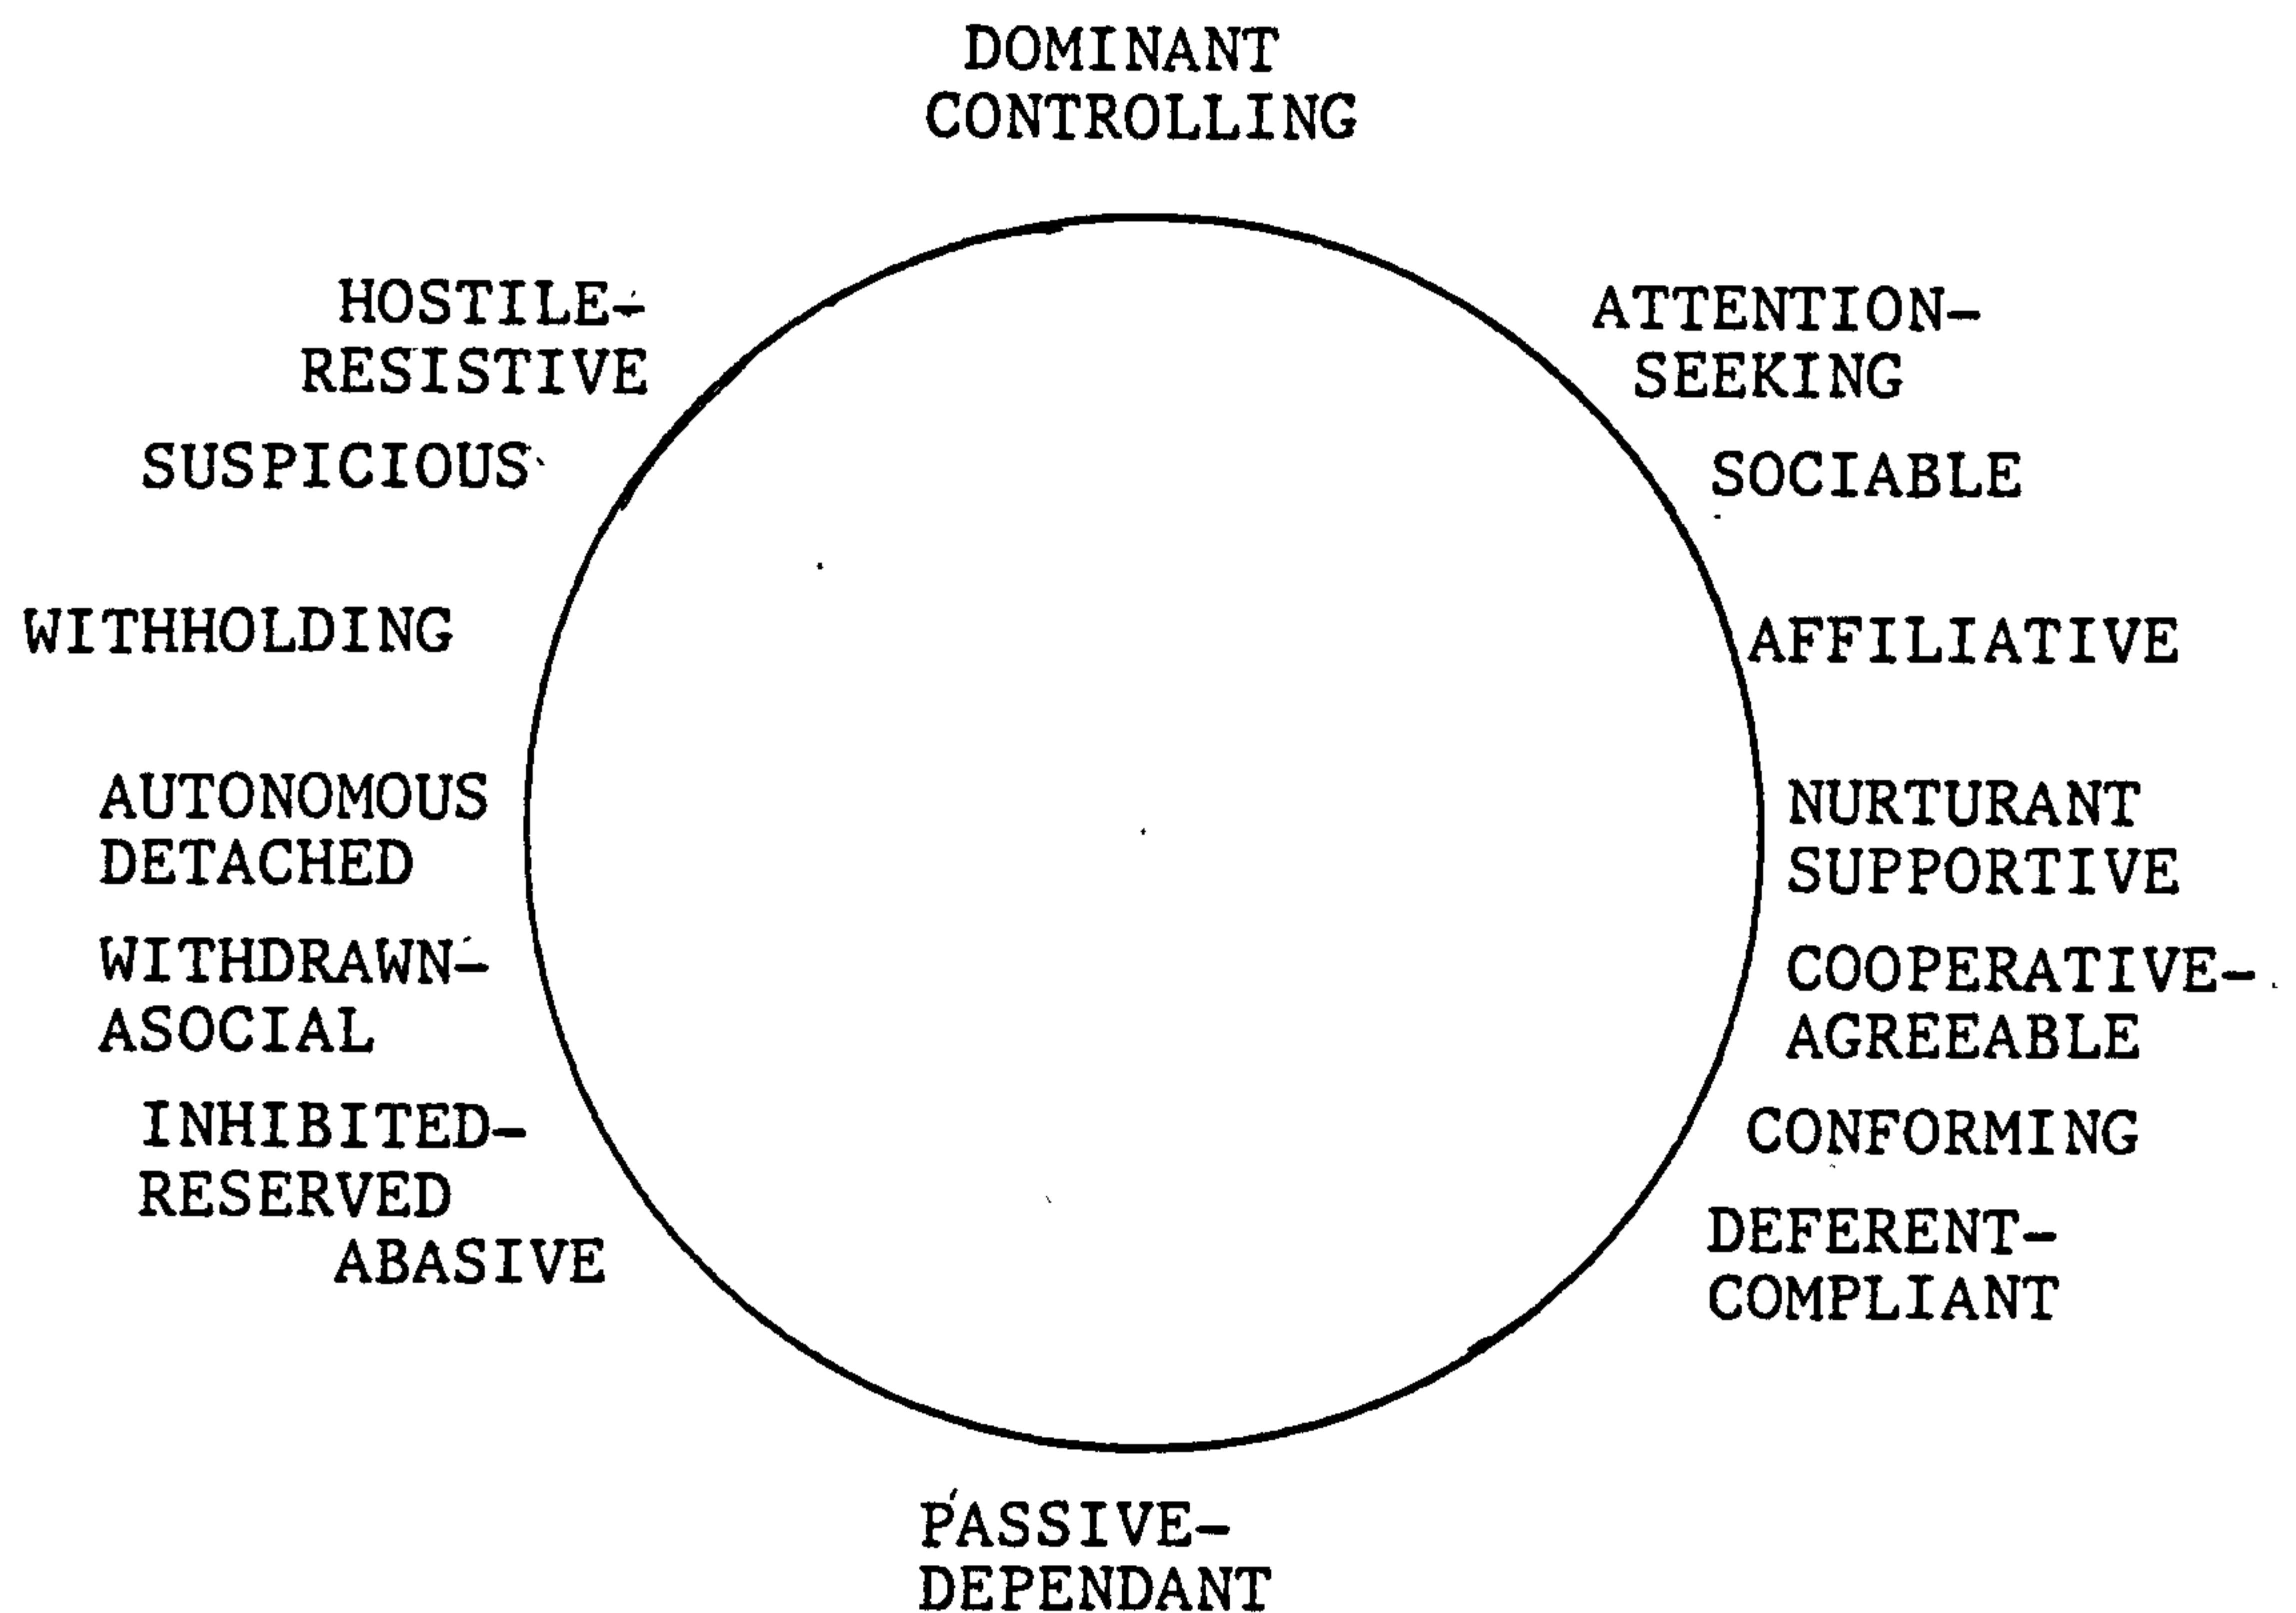 DOMINANT
CONTROLLING
HOSTILE-
RESISTIVE
ATTENTION-
SEEKING
SUSPICIOUS
SOCIABLE
WITHHOLDING
AFFILIATIVE
AUTONOMOUS
DETACHED
NURTURANT
SUPPORTIVE
WITHDRAWN-
ASOCIAL
COOPERATIVE-
AGREEABLE
INHIBITED-
RESERVED
CONFORMING
ABASIVE
DEFERENT-
COMPLIANT
PASSIVE-
DEPENDANT